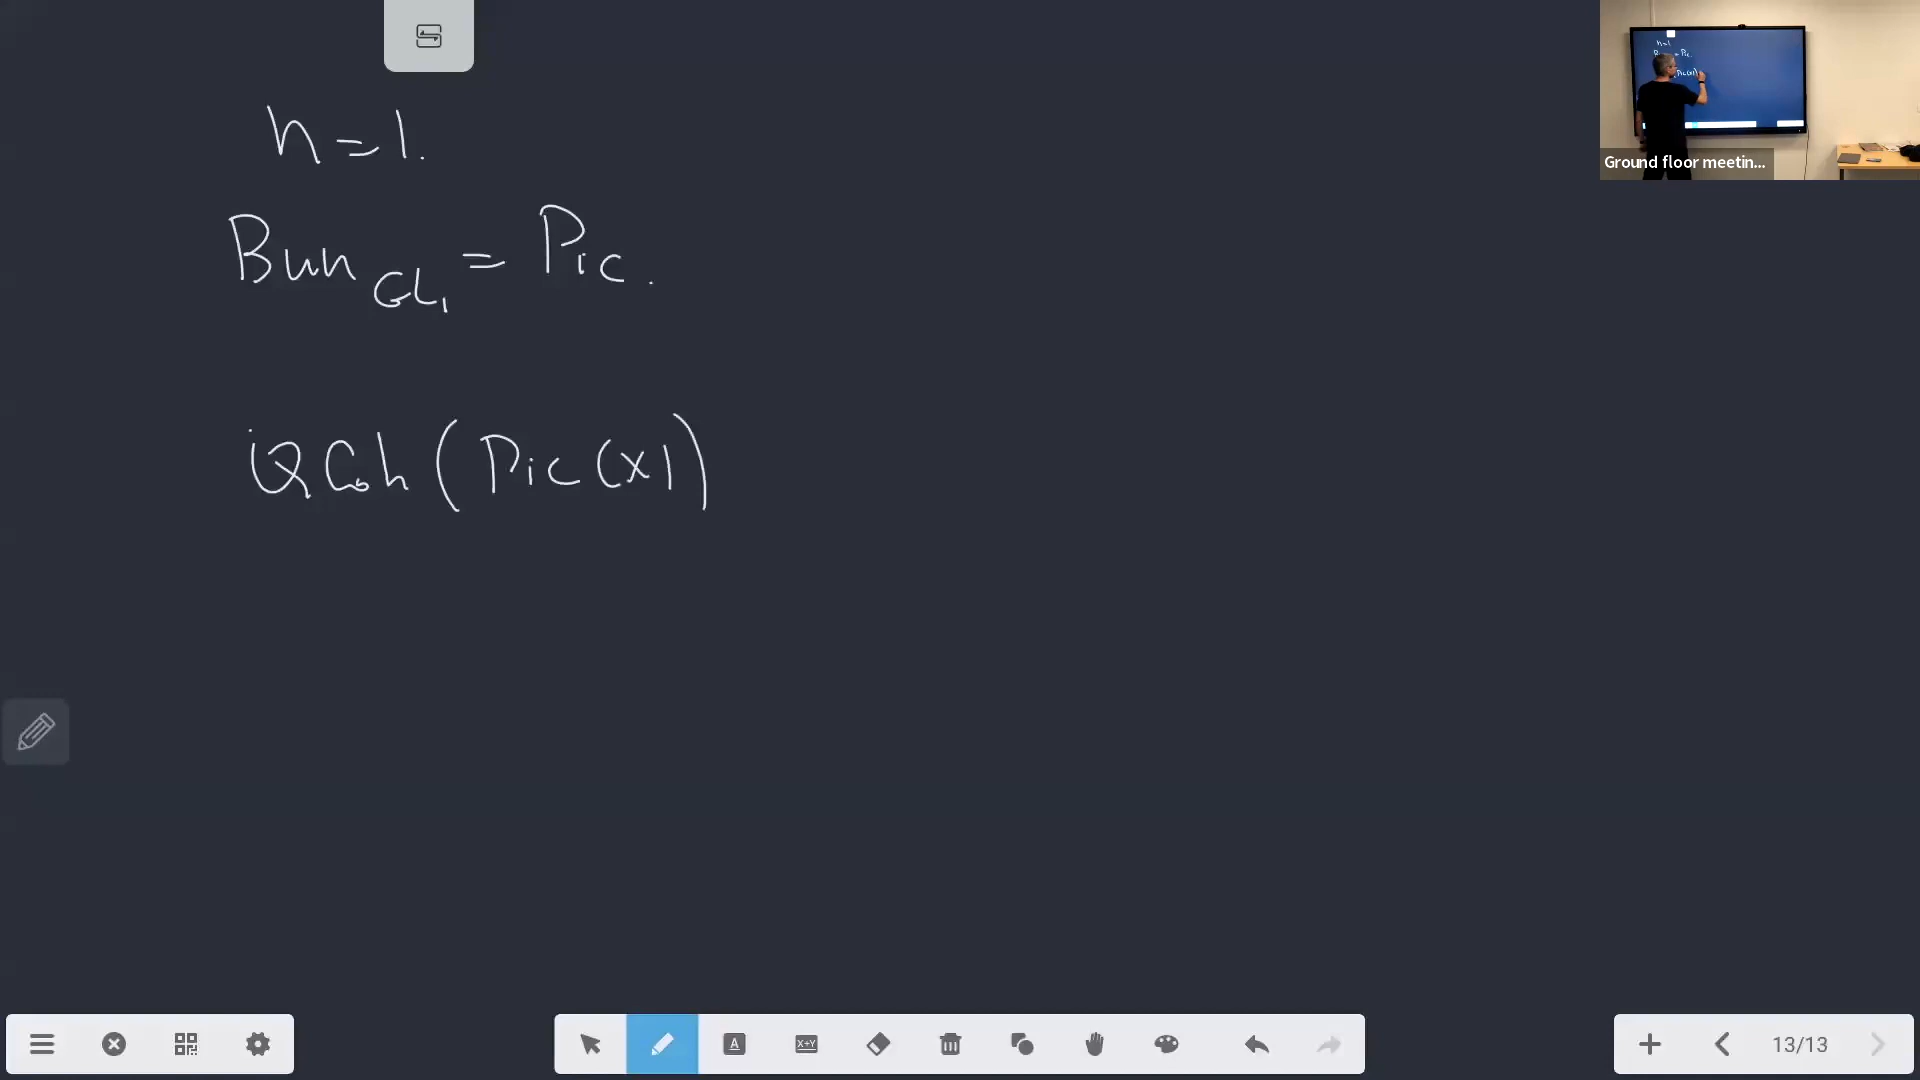 n=1.
Bun_{GL_1} = Pic.
QCoh (Pic(X))
Ground floor meetin...
A
X+Y
13/13